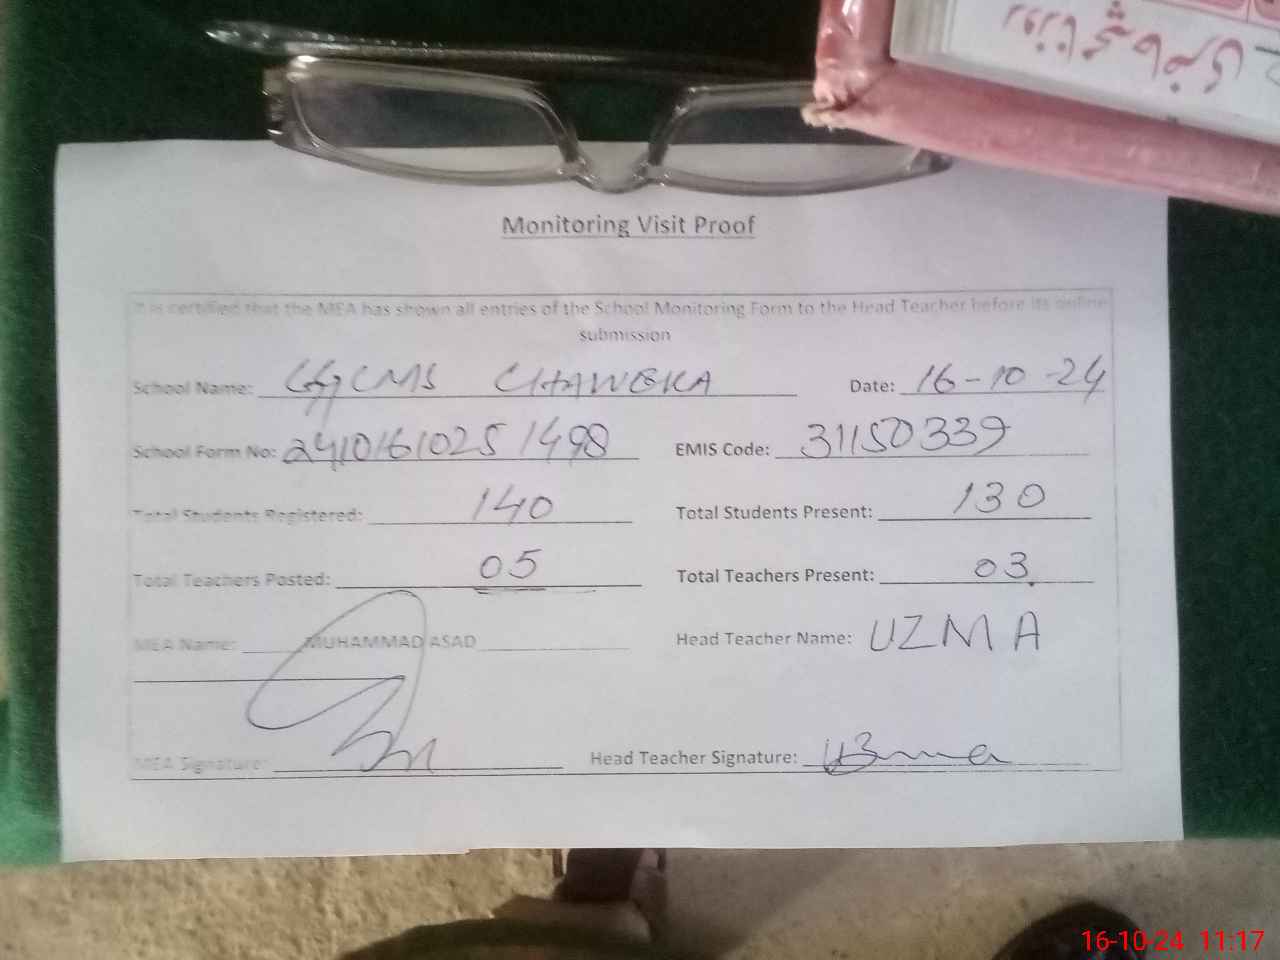 Monitoring Visit Proof
It is certified that the MEA has shown all entries of the School Monitoring Form to the Head Teacher before its online
submission
School Name: GGCMS CHAWEKA Date: 16-10-24
School Form No: 24101610251498 EMIS Code: 31150339
Total Students Registered: 140 Total Students Present: 130
Total Teachers Posted: 05 Total Teachers Present: 03
MEA Name: MUHAMMAD ASAD Head Teacher Name: UZMA
MEA Signature: Head Teacher Signature: Uzma
16-10-24 11:17